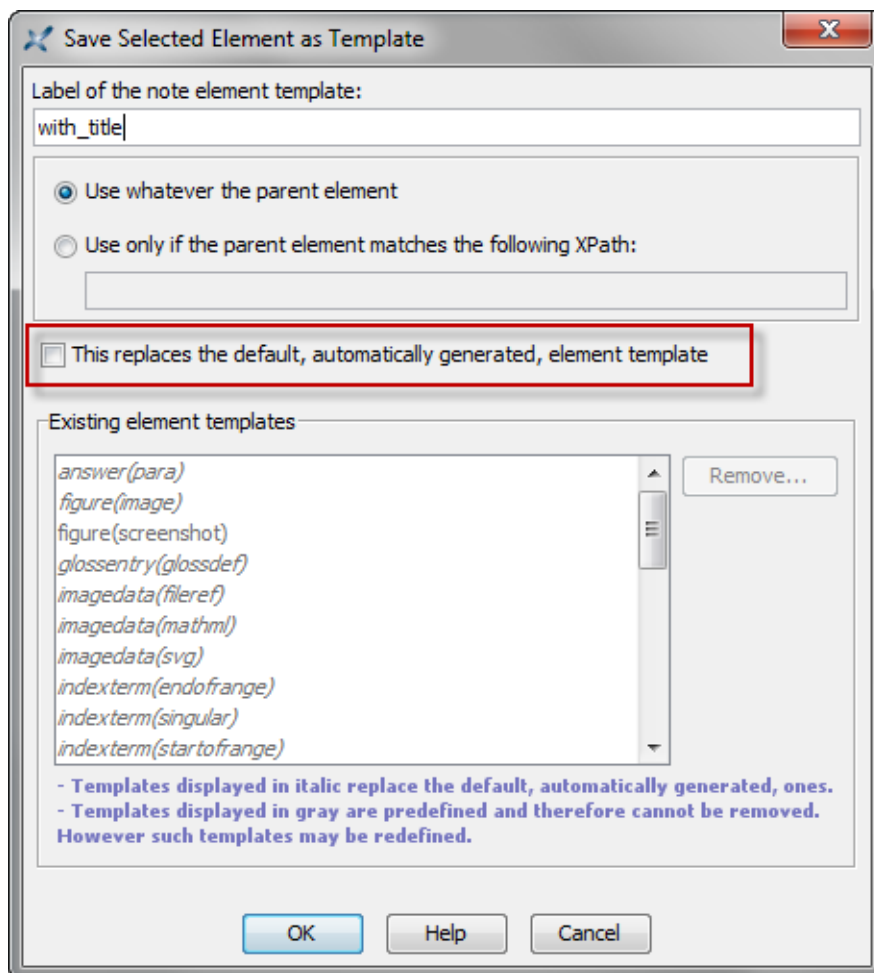 Save Selected Element as Template
Label of the note element template:
with_title
Use whatever the parent element
Use only if the parent element matches the following XPath:
This replaces the default, automatically generated, element template
Existing element templates
answer(para)
figure(image)
figure(screenshot)
glossentry(glossdef)
imagedata(fileref)
imagedata(mathml)
imagedata(svg)
indexterm(endofrange)
indexterm(singular)
indexterm(startofrange)
Remove...
- Templates displayed in italic replace the default, automatically generated, ones.
- Templates displayed in gray are predefined and therefore cannot be removed.
However such templates may be redefined.
OK Help Cancel